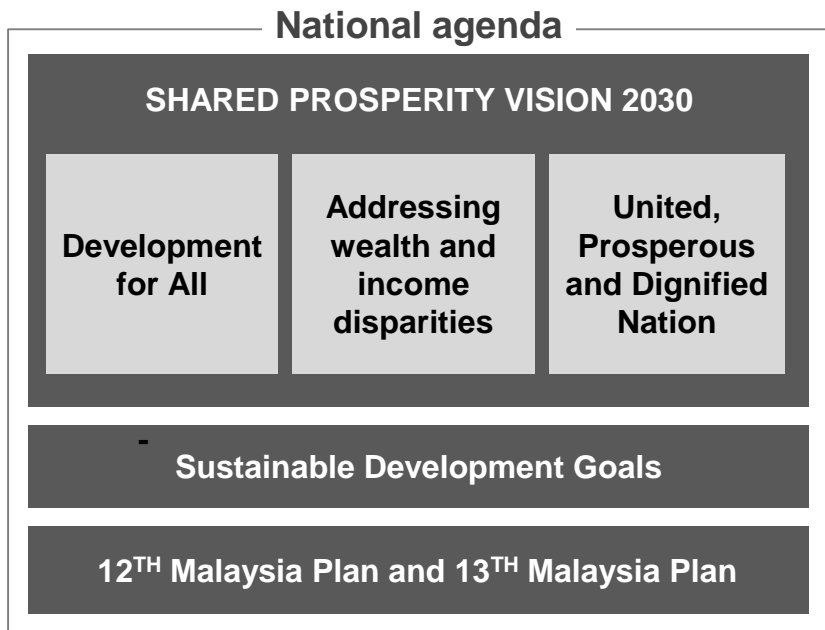 National agenda
SHARED PROSPERITY VISION 2030
Development
for All
Addressing
wealth and
income
disparities
United,
Prosperous
and Dignified
Nation
-
Sustainable Development Goals
12TH Malaysia Plan and 13TH Malaysia Plan